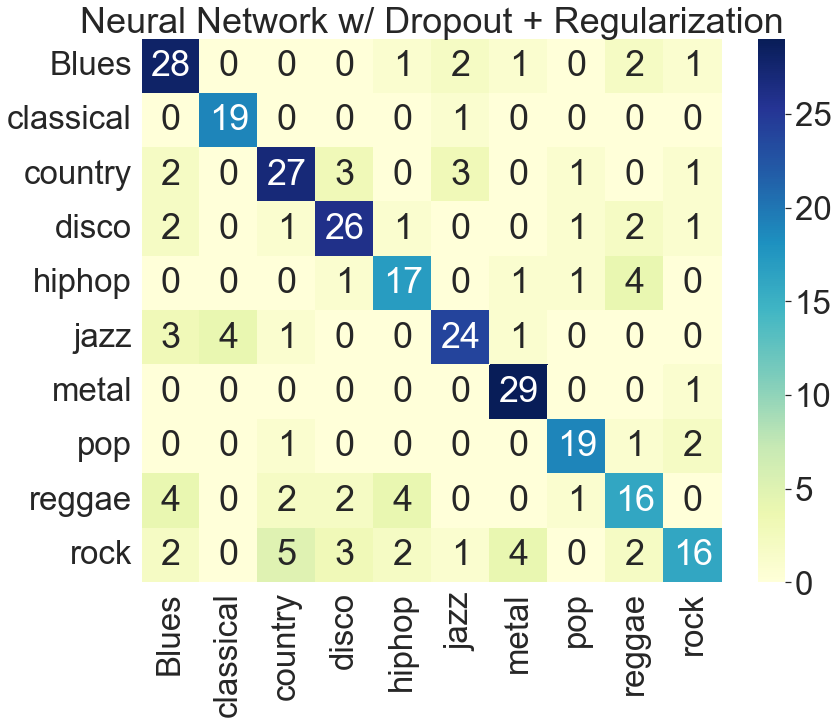 Neural Network w/ Dropout + Regularization
Blues 28 0 0 0 1 2 1 0 2 1
classical 0 19 0 0 0 1 0 0 0 0
country 2 0 27 3 0 3 0 1 0 1
disco 2 0 1 26 1 0 0 1 2 1
hiphop 0 0 0 1 17 0 1 1 4 0
jazz 3 4 1 0 0 24 1 0 0 0
metal 0 0 0 0 0 0 29 0 0 1
pop 0 0 1 0 0 0 0 19 1 2
reggae 4 0 2 2 4 0 0 1 16 0
rock 2 0 5 3 2 1 4 0 2 16
Blues classical country disco hiphop jazz metal pop reggae rock
25
20
15
10
5
0